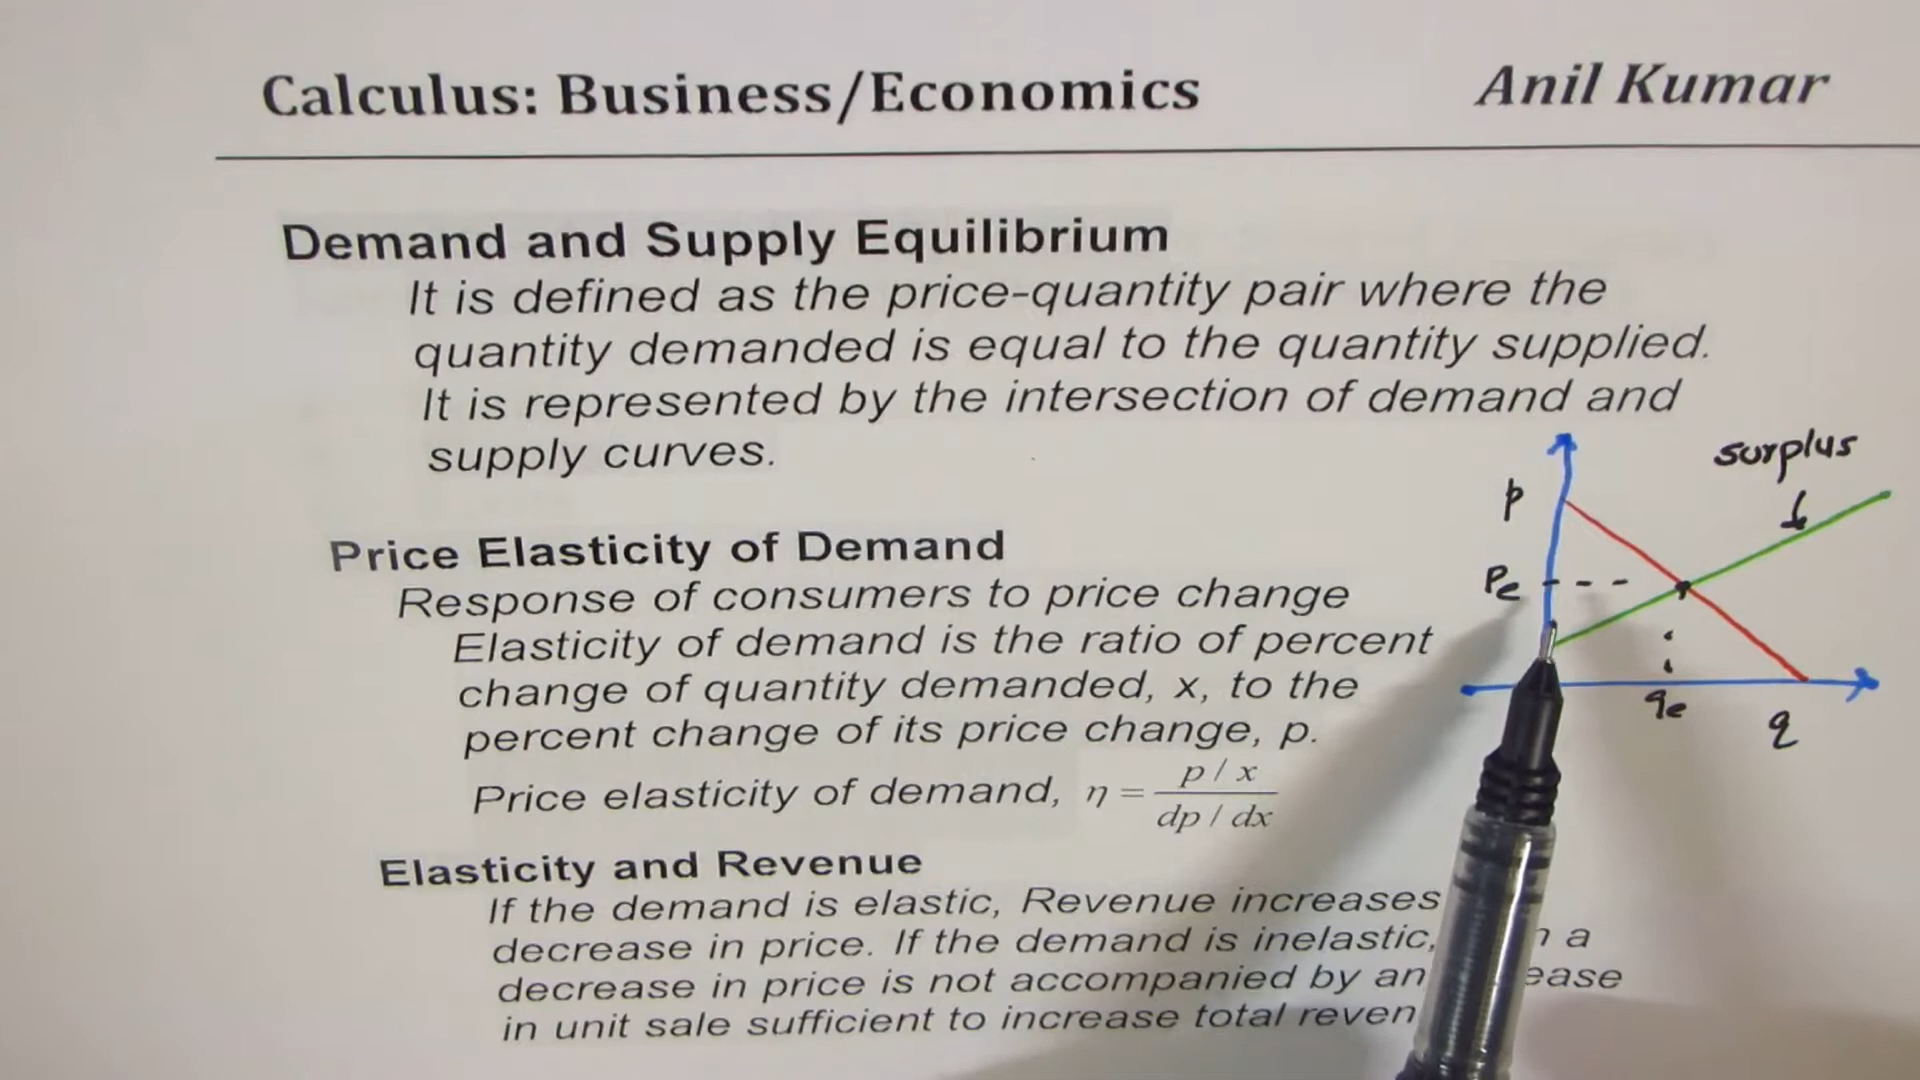 Calculus: Business/Economics
Anil Kumar
Demand and Supply Equilibrium
It is defined as the price-quantity pair where the
quantity demanded is equal to the quantity supplied.
It is represented by the intersection of demand and
supply curves.
surplus
p
Pe
qe
q
Price Elasticity of Demand
Response of consumers to price change
Elasticity of demand is the ratio of percent
change of quantity demanded, x, to the
percent change of its price change, p.
Price elasticity of demand, η = p / x
dp / dx
Elasticity and Revenue
If the demand is elastic, Revenue increases
decrease in price. If the demand is inelastic, a
decrease in price is not accompanied by an
in unit sale sufficient to increase total